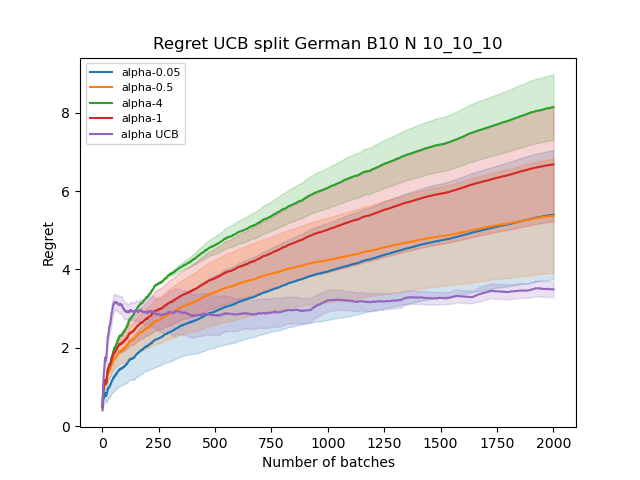 Regret UCB split German B10 N 10_10_10
alpha-0.05
alpha-0.5
alpha-4
alpha-1
alpha UCB
Regret
8
6
4
2
0
0 250 500 750 1000 1250 1500 1750 2000
Number of batches